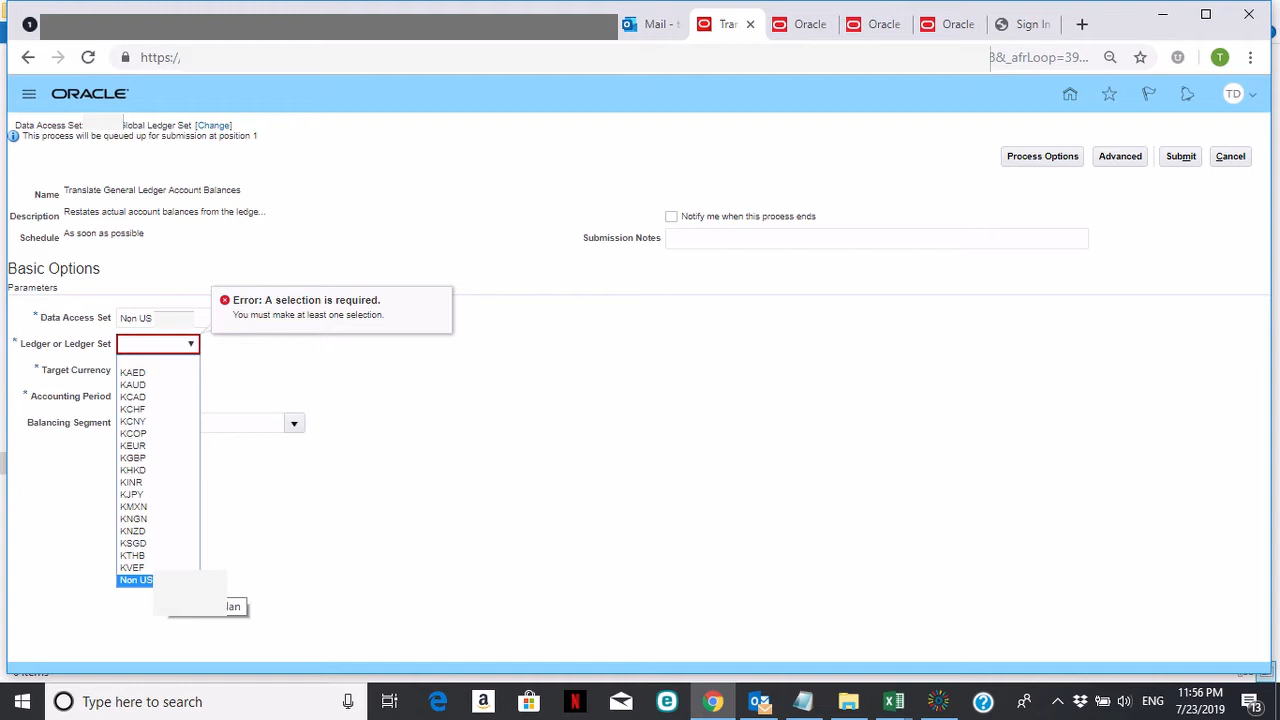 1
Mail - t
Trar
Oracle
Oracle
Oracle
Sign In
https:/
3&_afrLoop=39...
T
ORACLE
TD
Data Access Set:
Global Ledger Set [Change]
This process will be queued up for submission at position 1
Process Options
Advanced
Submit
Cancel
Name Translate General Ledger Account Balances
Description Restates actual account balances from the ledge...
Notify me when this process ends
Schedule As soon as possible
Submission Notes
Basic Options
Parameters
Error: A selection is required.
You must make at least one selection.
* Data Access Set Non US
* Ledger or Ledger Set
* Target Currency
* Accounting Period
Balancing Segment
KAED
KAUD
KCAD
KCHF
KCNY
KCOP
KEUR
KGBP
KHKD
KINR
KJPY
KMXN
KNGN
KNZD
KSGD
KTHB
KVEF
Non US
lan
Type here to search
ENG
11:56 PM
7/23/2019
13